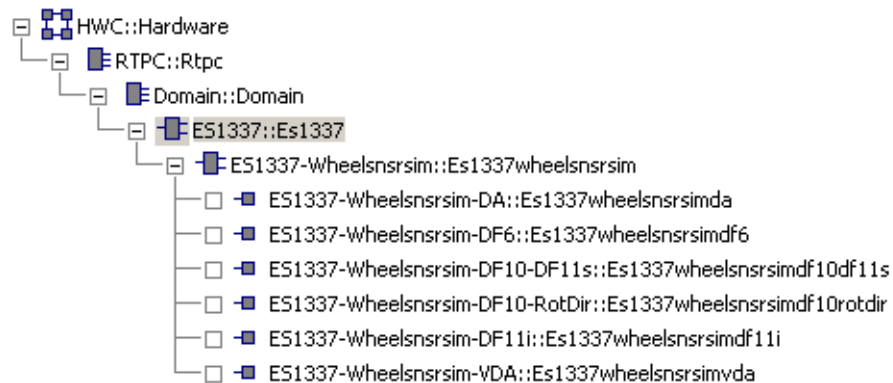 HWC::Hardware
RTPC::Rtpc
Domain::Domain
ES1337::Es1337
ES1337-Wheelsnsrsim::Es1337wheelsnsrsim
ES1337-Wheelsnsrsim-DA::Es1337wheelsnsrsimda
ES1337-Wheelsnsrsim-DF6::Es1337wheelsnsrsimdf6
ES1337-Wheelsnsrsim-DF10-DF11s::Es1337wheelsnsrsimdf10df11s
ES1337-Wheelsnsrsim-DF10-RotDir::Es1337wheelsnsrsimdf10rotdir
ES1337-Wheelsnsrsim-DF11i::Es1337wheelsnsrsimdf11i
ES1337-Wheelsnsrsim-VDA::Es1337wheelsnsrsimvda